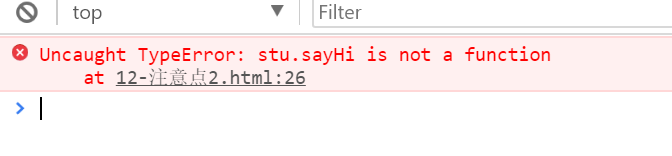 top Filter
Uncaught TypeError: stu.sayHi is not a function
at 12-注意点2.html:26